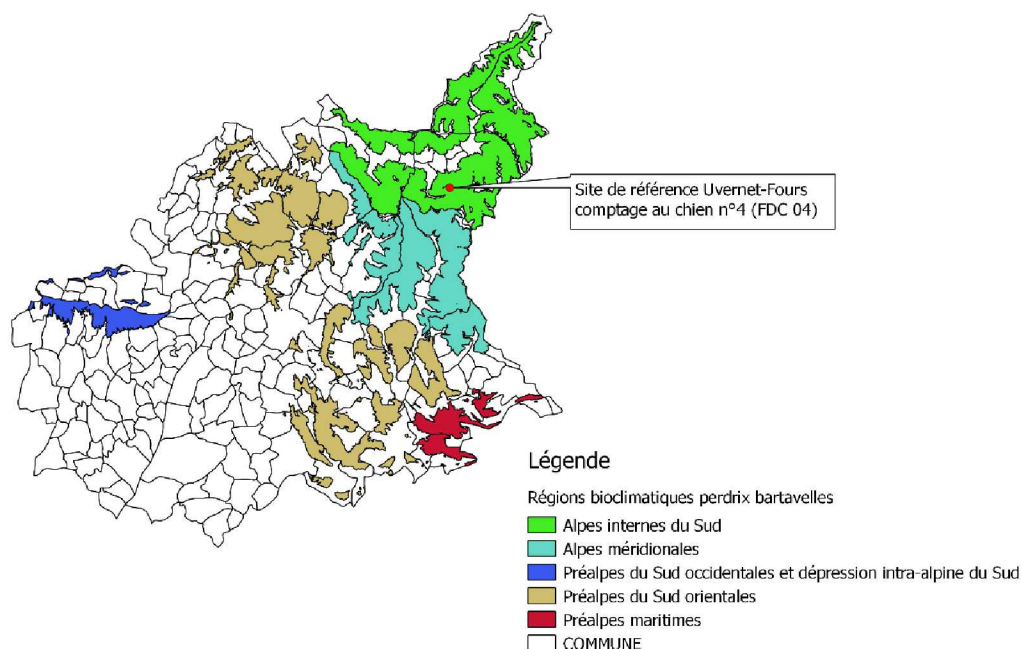 Site de référence Uvernet-Fours
comptage au chien n°4 (FDC 04)
Légende
Régions bioclimatiques perdrix bartavelles
Alpes internes du Sud
Alpes méridionales
Préalpes du Sud occidentales et dépression intra-alpine du Sud
Préalpes du Sud orientales
Préalpes maritimes
COMMUNE